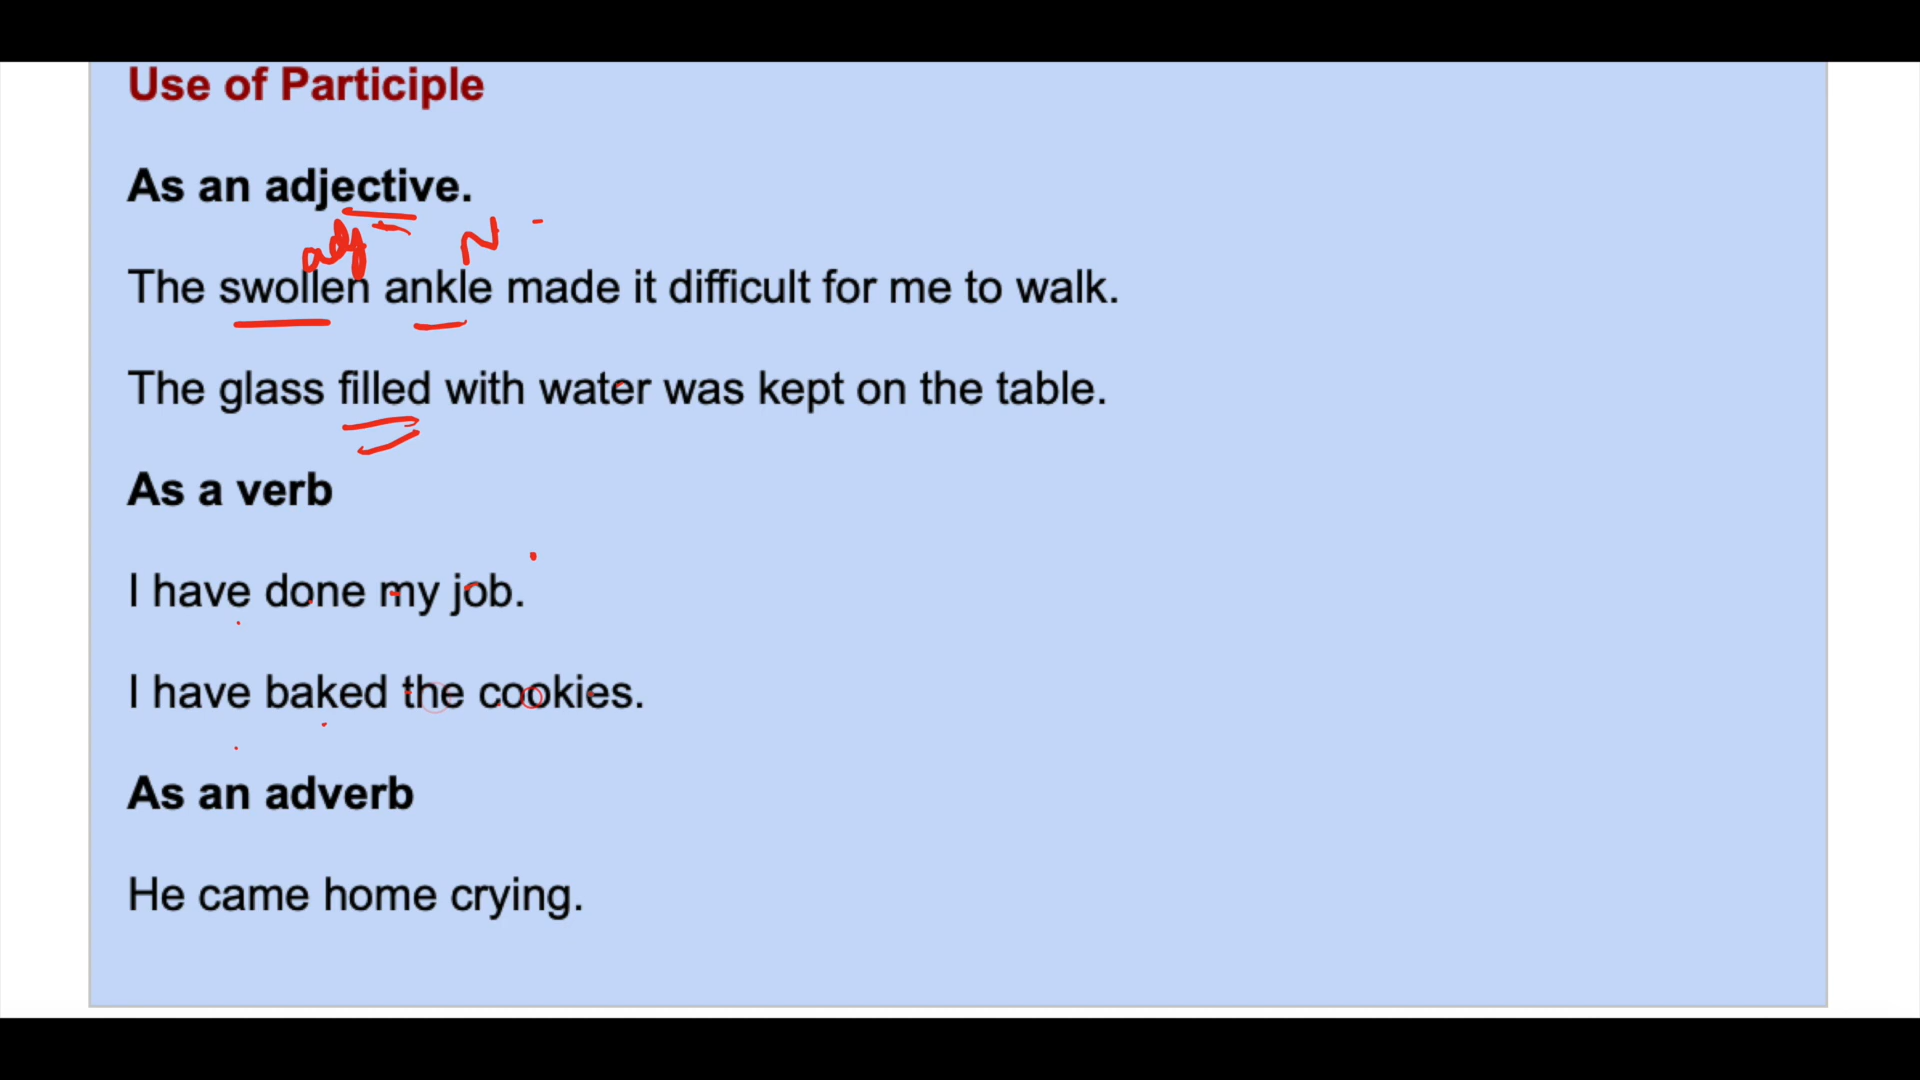 Use of Participle
As an adjective.
adj N
The swollen ankle made it difficult for me to walk.
The glass filled with water was kept on the table.
As a verb
I have done my job.
I have baked the cookies.
As an adverb
He came home crying.